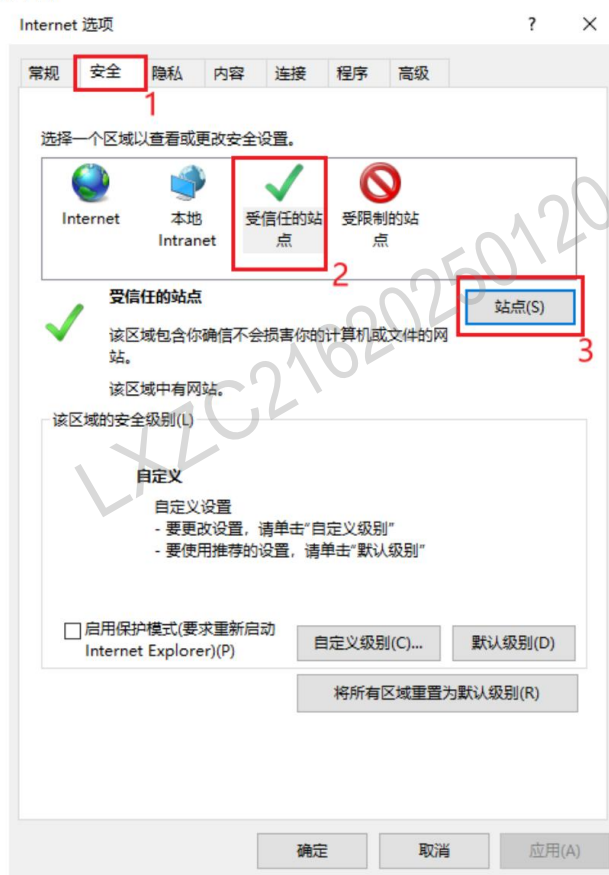 Internet 选项
?
×
常规 安全 隐私 内容 连接 程序 高级
1
选择一个区域以查看或更改安全设置。
Internet
本地
Intranet
受信任的站
点
受限制的站
点
2
受信任的站点
站点(S)
3
该区域包含你确信不会损害你的计算机或文件的网
站。
该区域中有网站。
该区域的安全级别(L)
自定义
自定义设置
- 要更改设置，请单击“自定义级别”
- 要使用推荐的设置，请单击“默认级别”
启用保护模式(要求重新启动
Internet Explorer)(P)
自定义级别(C)...
默认级别(D)
将所有区域重置为默认级别(R)
确定
取消
应用(A)
LXZC21620250120